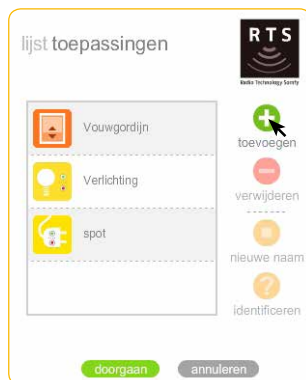 lijst toepassingen
RTS
Radio Technology Somfy
Vouwgordijn
Verlichting
spot
toevoegen
verwijderen
nieuwe naam
identificeren
doorgaan
annuleren